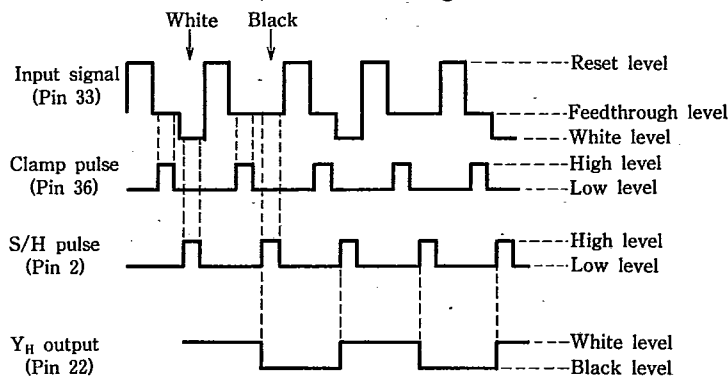 White Black
Input signal
(Pin 33)
Reset level
Feedthrough level
White level
Clamp pulse
(Pin 36)
High level
Low level
S/H pulse
(Pin 2)
High level
Low level
Y_H output
(Pin 22)
White level
Black level